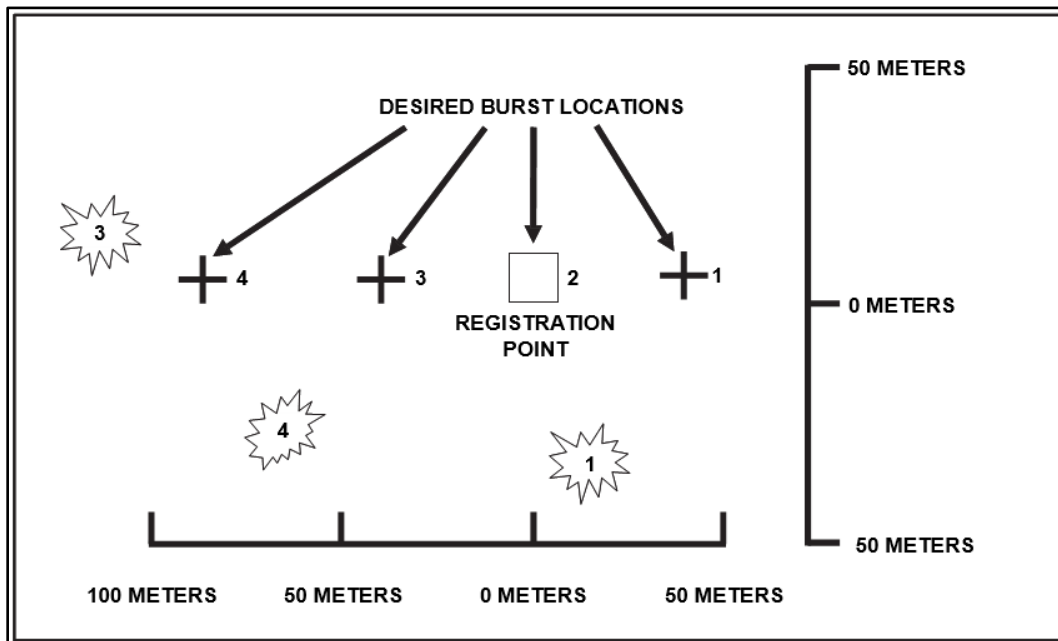 50 METERS
DESIRED BURST LOCATIONS
3
4
3
2
1
0 METERS
REGISTRATION
POINT
4
1
50 METERS
100 METERS
50 METERS
0 METERS
50 METERS